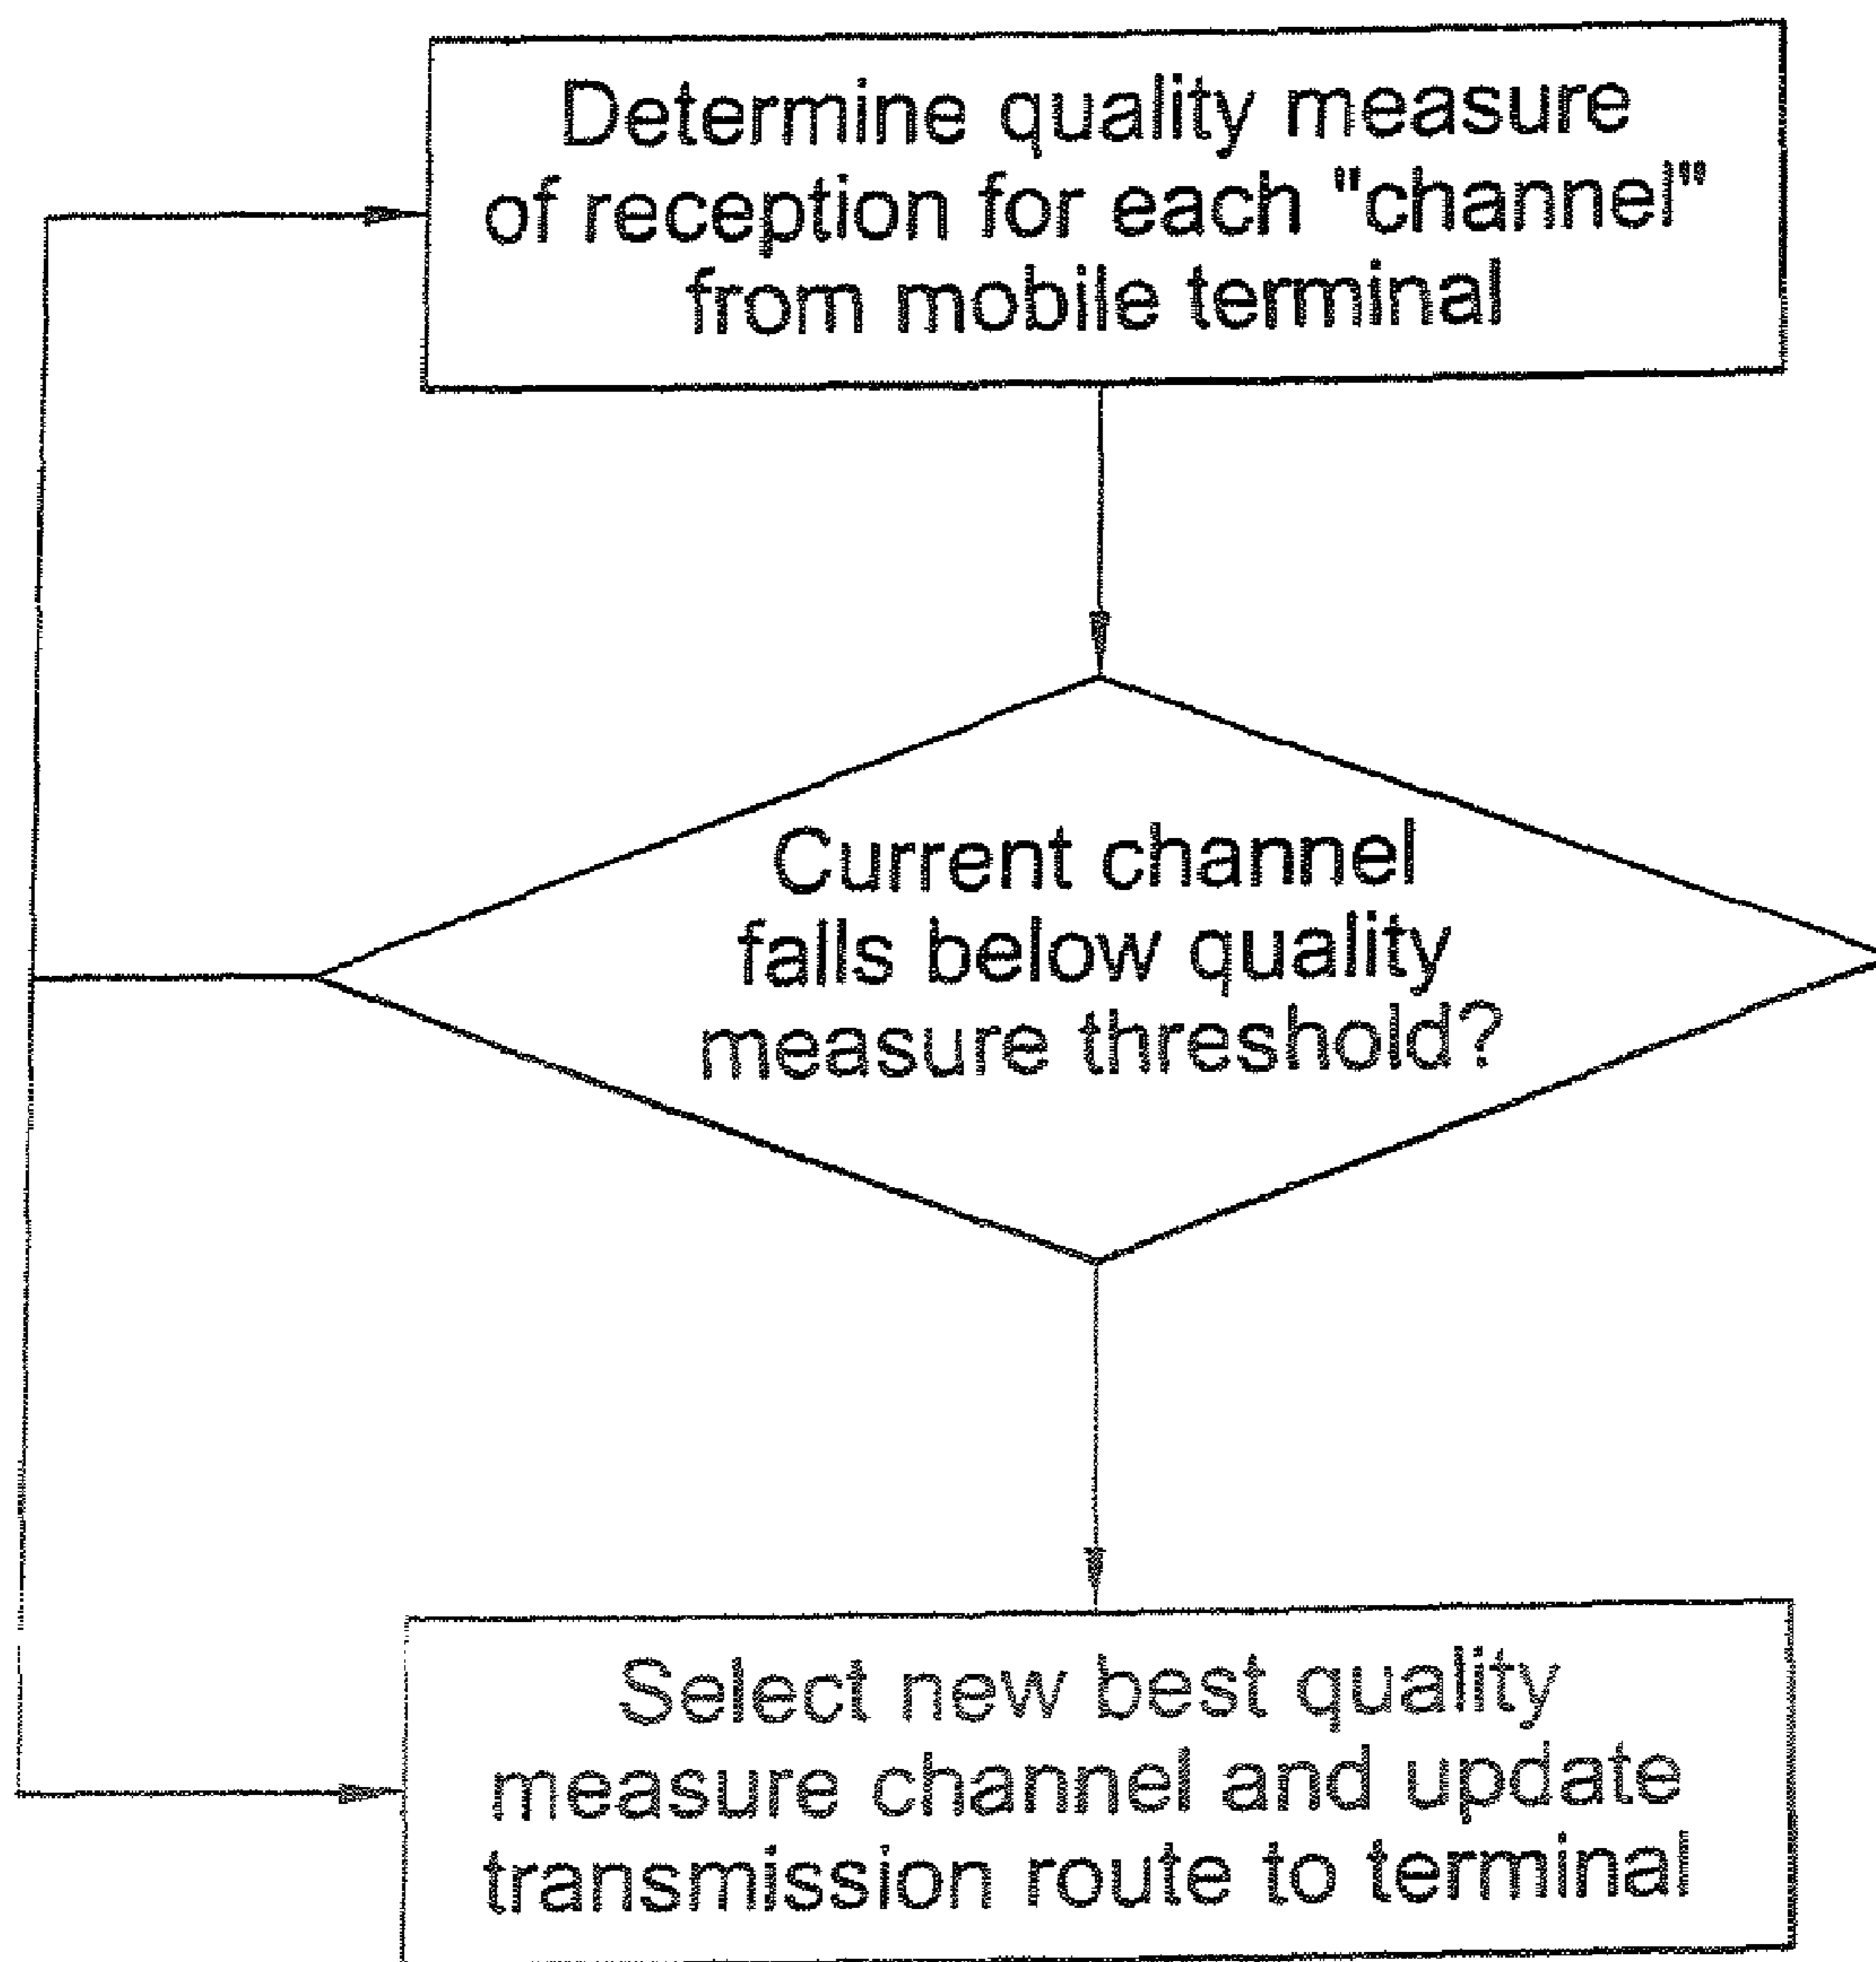 Determine quality measure
of reception for each "channel"
from mobile terminal
Current channel
falls below quality
measure threshold?
Select new best quality
measure channel and update
transmission route to terminal